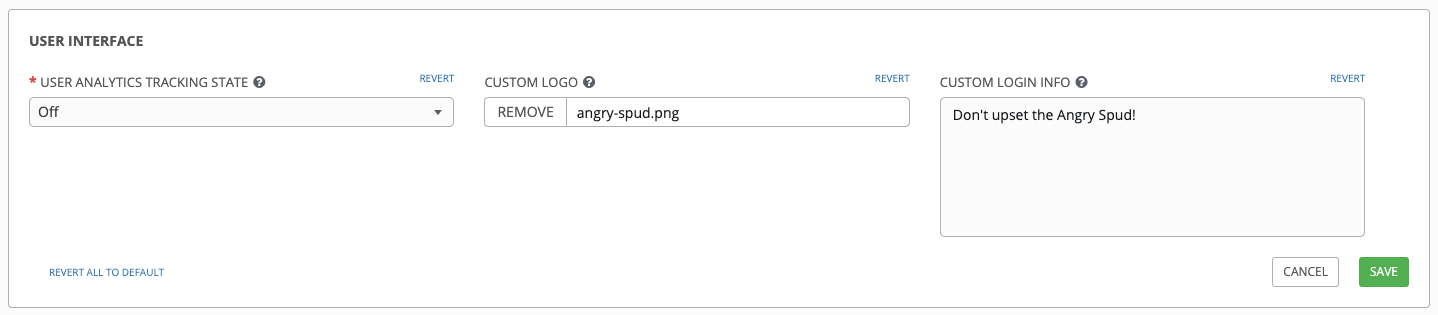 USER INTERFACE
* USER ANALYTICS TRACKING STATE ? REVERT
Off
CUSTOM LOGO ? REVERT
REMOVE angry-spud.png
CUSTOM LOGIN INFO ? REVERT
Don't upset the Angry Spud!
REVERT ALL TO DEFAULT
CANCEL SAVE